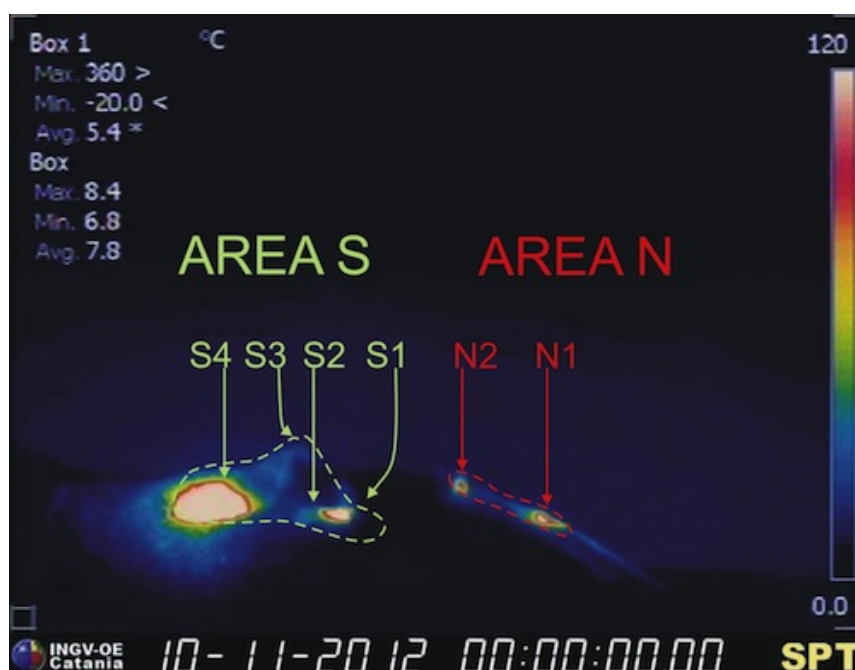 Box 1 °C
Max. 360 >
Min. -20.0 <
Avg. 5.4 *
Box
Max. 8.4
Min. 6.8
Avg. 7.8
120
AREA S AREA N
S4 S3 S2 S1 N2 N1
0.0
INGV-OE
Catania
10-11-2012 00:00:00.00 SPT